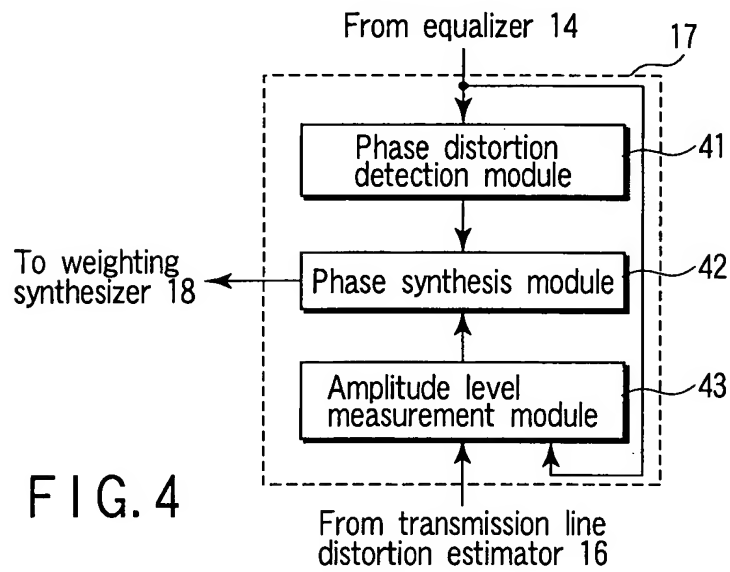 From equalizer 14
17
Phase distortion
detection module
41
To weighting
synthesizer 18
Phase synthesis module
42
Amplitude level
measurement module
43
FIG. 4
From transmission line
distortion estimator 16